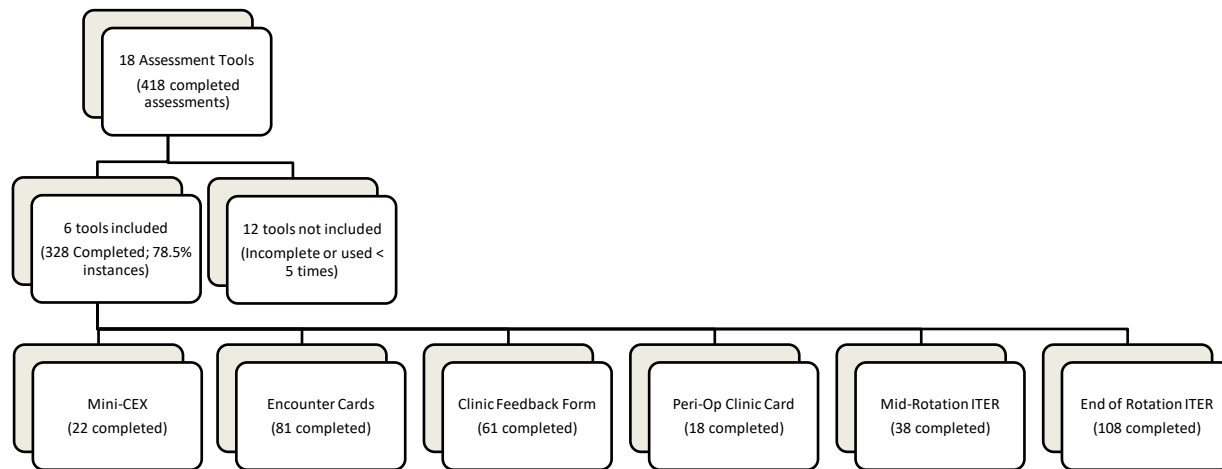 18 Assessment Tools
(418 completed
assessments)
6 tools included
(328 Completed; 78.5%
instances)
12 tools not included
(Incomplete or used <
5 times)
Mini-CEX
(22 completed)
Encounter Cards
(81 completed)
Clinic Feedback Form
(61 completed)
Peri-Op Clinic Card
(18 completed)
Mid-Rotation ITER
(38 completed)
End of Rotation ITER
(108 completed)